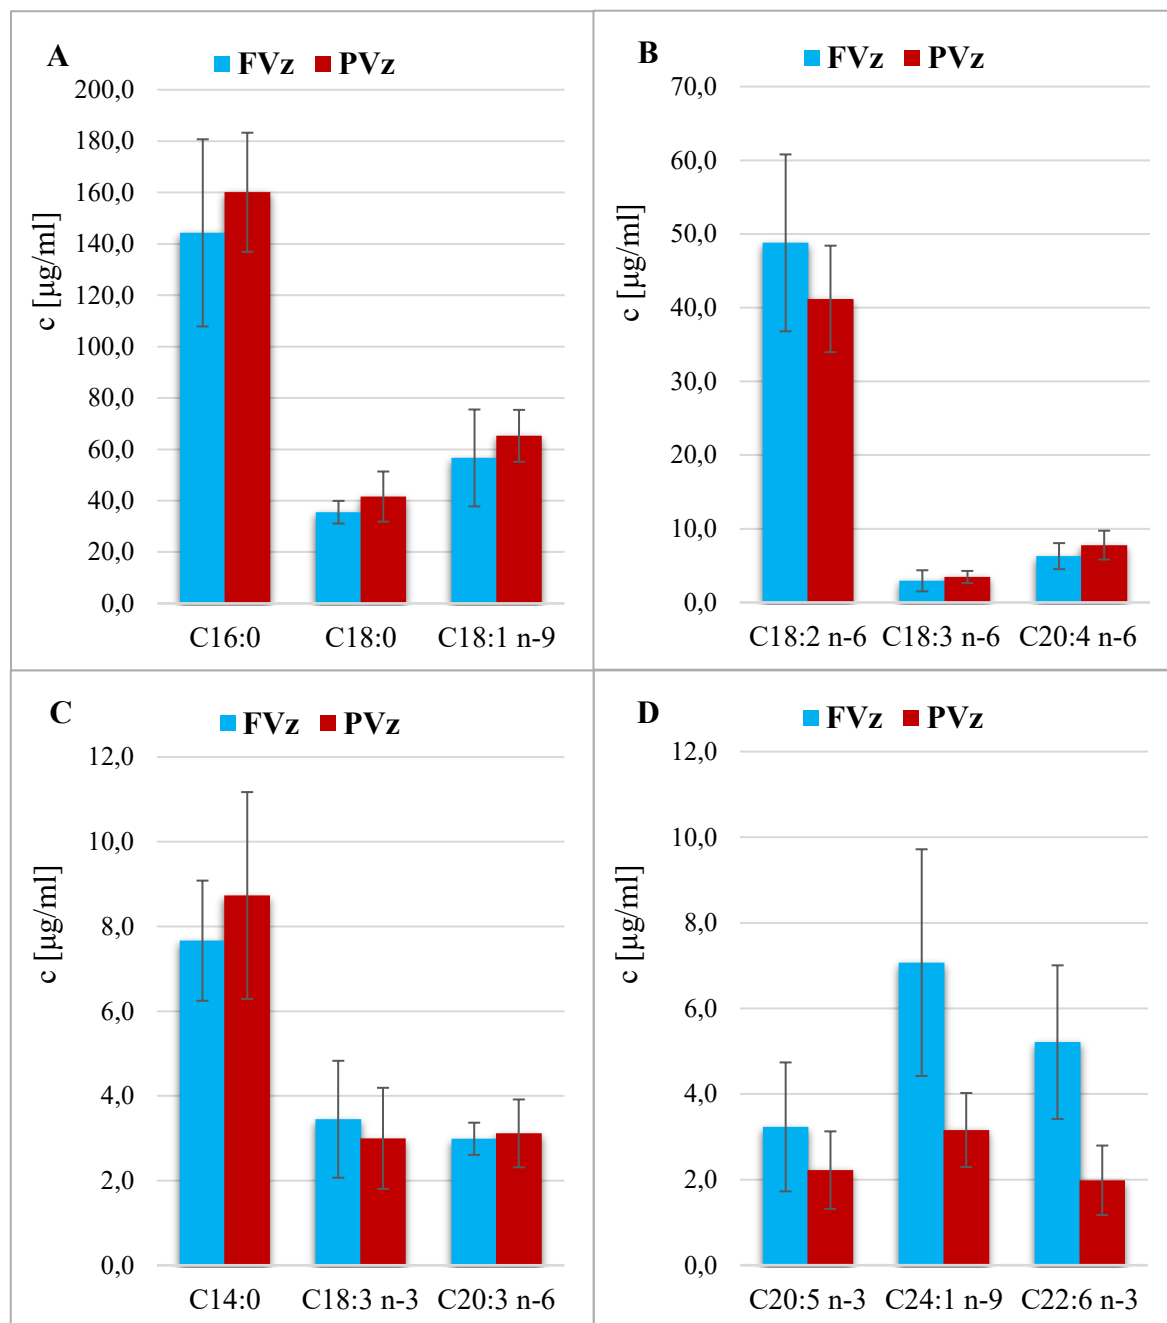 A
FVz PVz
c [µg/ml]
200,0
180,0
160,0
140,0
120,0
100,0
80,0
60,0
40,0
20,0
0,0
C16:0 C18:0 C18:1 n-9
B
FVz PVz
c [µg/ml]
70,0
60,0
50,0
40,0
30,0
20,0
10,0
0,0
C18:2 n-6 C18:3 n-6 C20:4 n-6
C
FVz PVz
c [µg/ml]
12,0
10,0
8,0
6,0
4,0
2,0
0,0
C14:0 C18:3 n-3 C20:3 n-6
D
FVz PVz
c [µg/ml]
12,0
10,0
8,0
6,0
4,0
2,0
0,0
C20:5 n-3 C24:1 n-9 C22:6 n-3